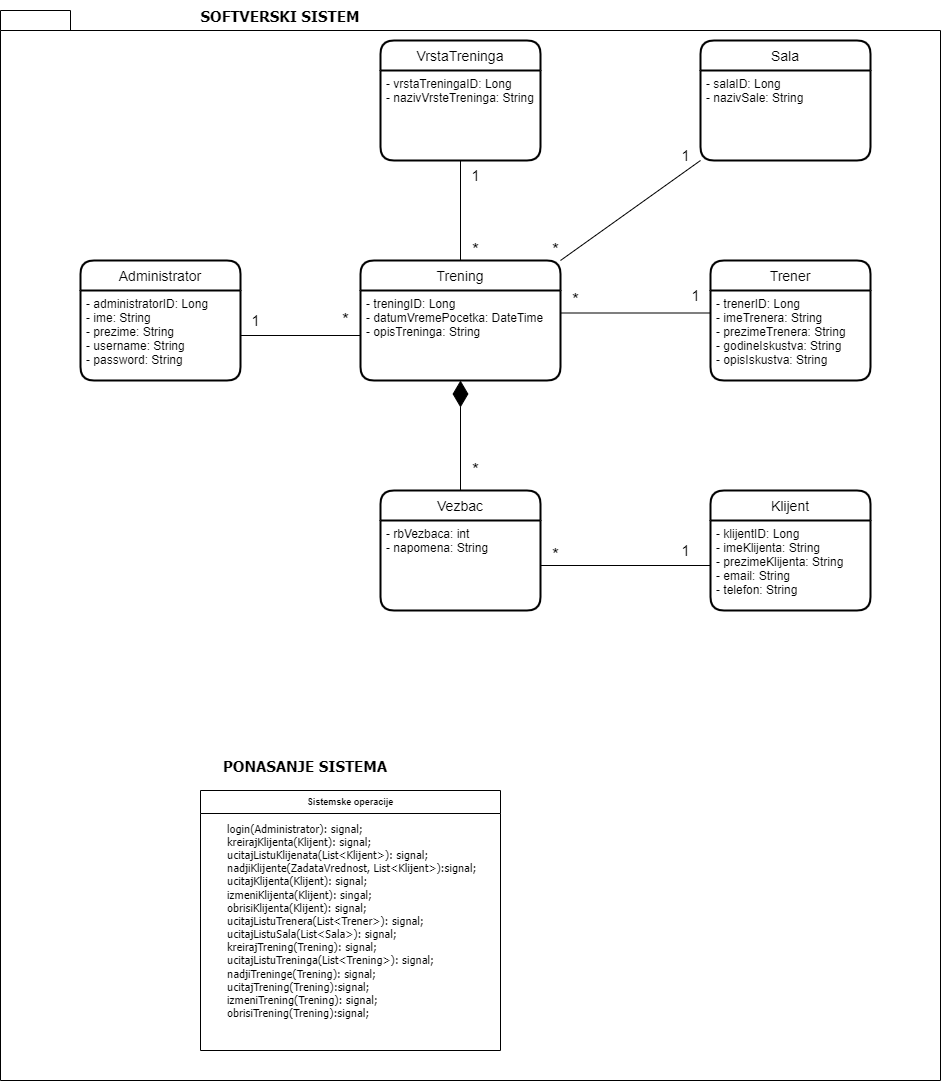 SOFTVERSKI SISTEM
VrstaTreninga
- vrstaTreningaID: Long
- nazivVrsteTreninga: String
Sala
- salaID: Long
- nazivSale: String
1
1
*
*
Administrator
- administratorID: Long
- ime: String
- prezime: String
- username: String
- password: String
1
*
Trening
- treningID: Long
- datumVremePocetka: DateTime
- opisTreninga: String
*
1
Trener
- trenerID: Long
- imeTrenera: String
- prezimeTrenera: String
- godineIskustva: String
- opisIskustva: String
*
Vezbac
- rbVezbaca: int
- napomena: String
*
1
Klijent
- klijentID: Long
- imeKlijenta: String
- prezimeKlijenta: String
- email: String
- telefon: String
PONASANJE SISTEMA
Sistemske operacije
login(Administrator): signal;
kreirajKlijenta(Klijent): signal;
ucitajListuKlijenata(List<Klijent>): signal;
nadjiKlijente(ZadataVrednost, List<Klijent>):signal;
ucitajKlijenta(Klijent): signal;
izmeniKlijenta(Klijent): singal;
obrisiKlijenta(Klijent): signal;
ucitajListuTrenera(List<Trener>): signal;
ucitajListuSala(List<Sala>): signal;
kreirajTrening(Trening): signal;
ucitajListuTreninga(List<Trening>): signal;
nadjiTreninge(Trening): signal;
ucitajTrening(Trening):signal;
izmeniTrening(Trening): signal;
obrisiTrening(Trening):signal;